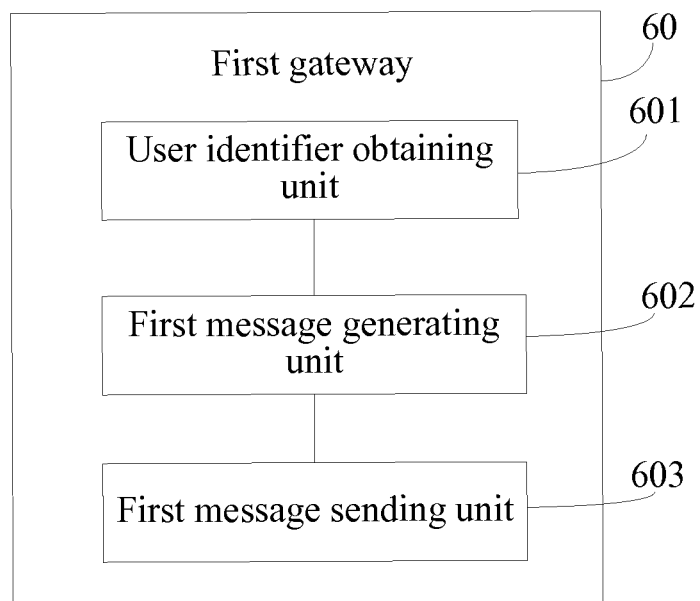 60
First gateway
601
User identifier obtaining
unit
602
First message generating
unit
603
First message sending unit